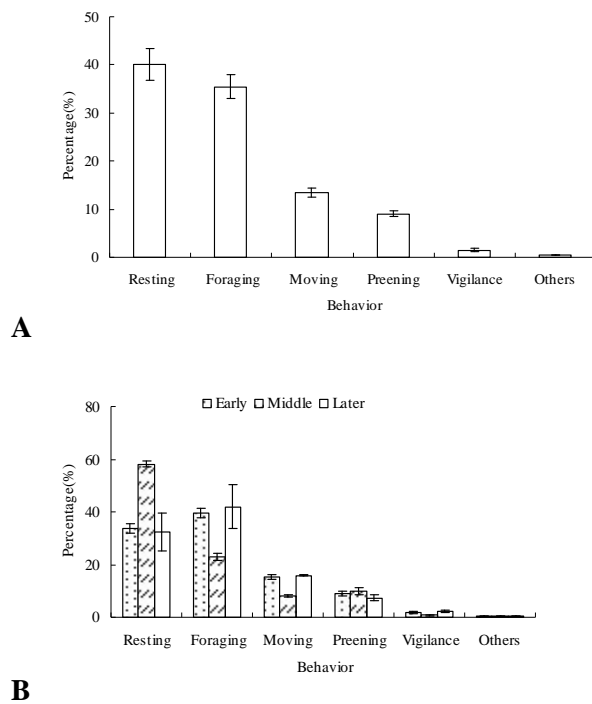 50
40
30
20
10
0
Percentage(%)
Resting Foraging Moving Preening Vigilance Others
Behavior
A
Early Middle Later
80
60
40
20
0
Percentage(%)
Resting Foraging Moving Preening Vigilance Others
Behavior
B